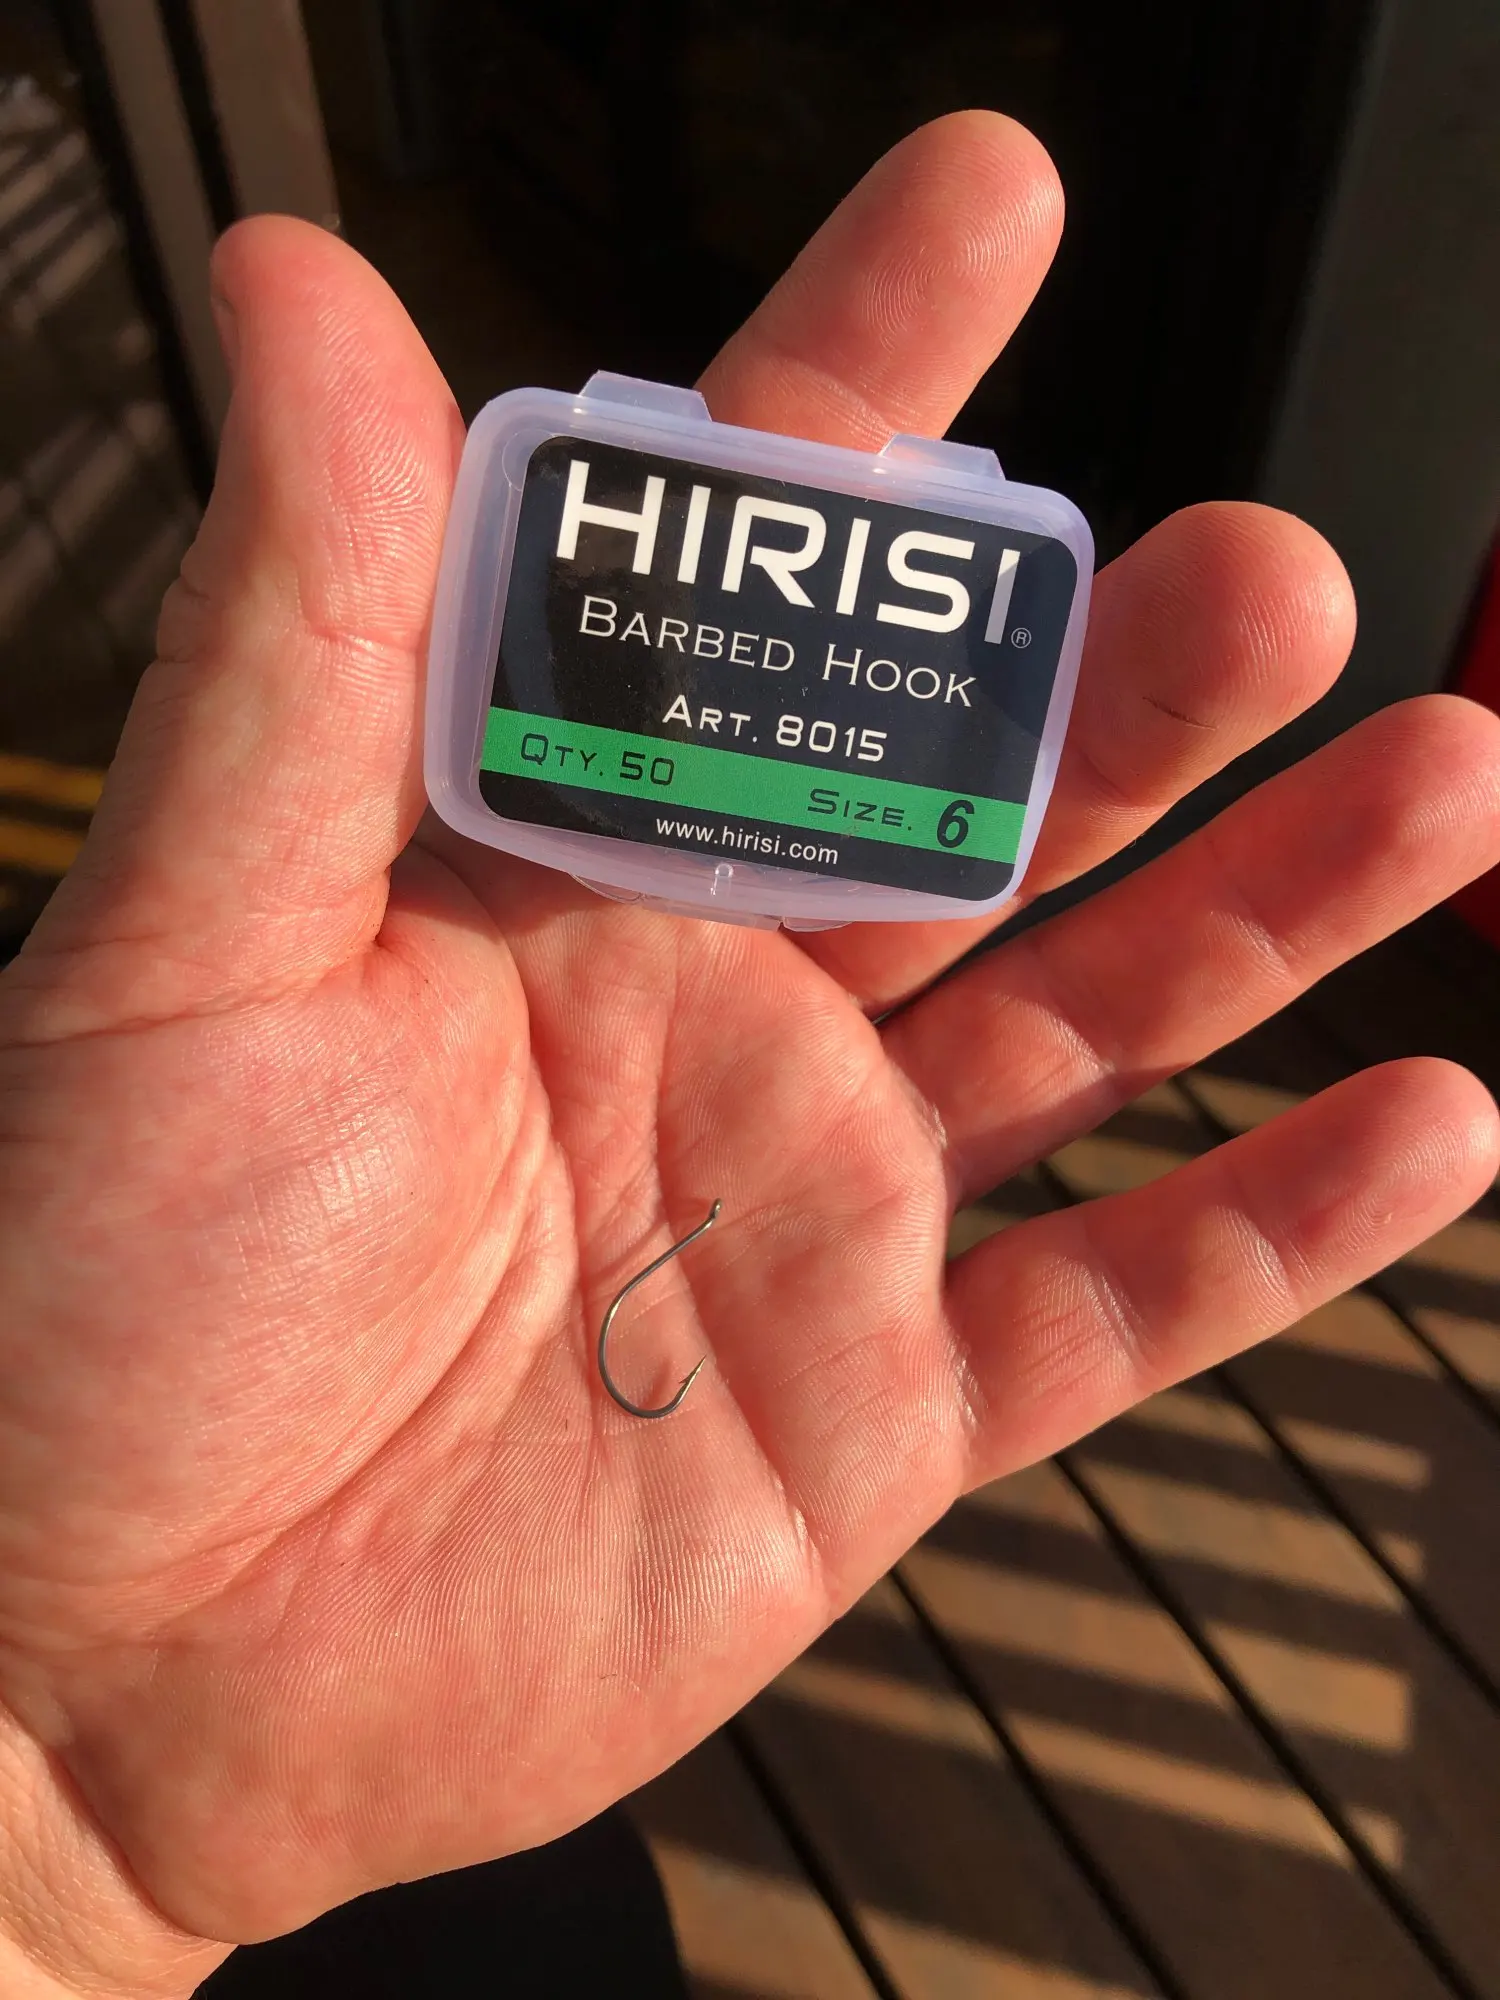 HIRISI®
BARBED HOOK
ART. 8015
QTY. 50 SIZE. 6
www.hirisi.com